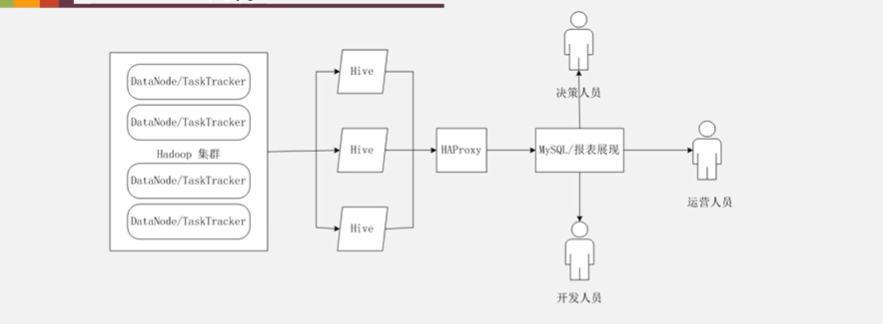 DataNode/TaskTracker
DataNode/TaskTracker
Hadoop 集群
DataNode/TaskTracker
DataNode/TaskTracker
Hive
Hive
Hive
HAProxy
MySQL/报表展现
决策人员
运营人员
开发人员